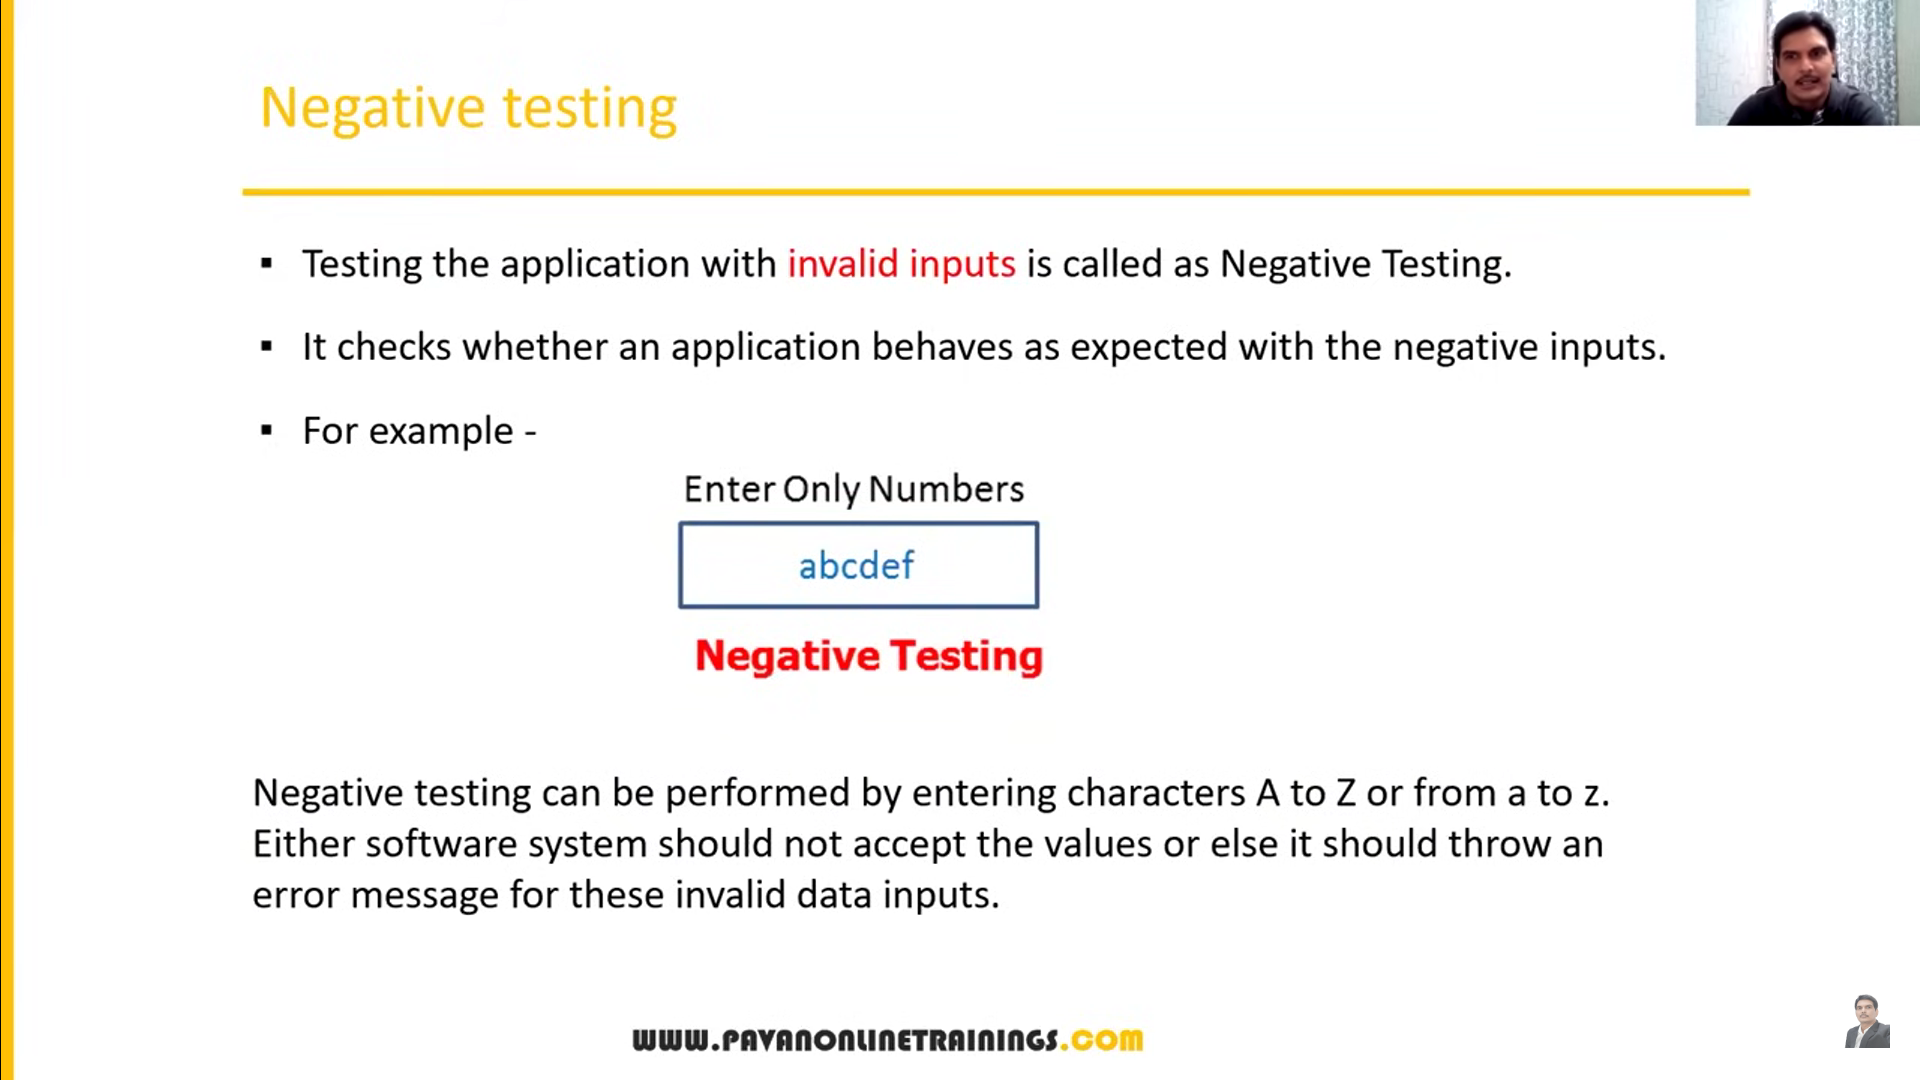 Negative testing
▪ Testing the application with invalid inputs is called as Negative Testing.
▪ It checks whether an application behaves as expected with the negative inputs.
▪ For example -
Enter Only Numbers
abcdef
Negative Testing
Negative testing can be performed by entering characters A to Z or from a to z.
Either software system should not accept the values or else it should throw an
error message for these invalid data inputs.
WWW.PAVANONLINETRAININGS.COM